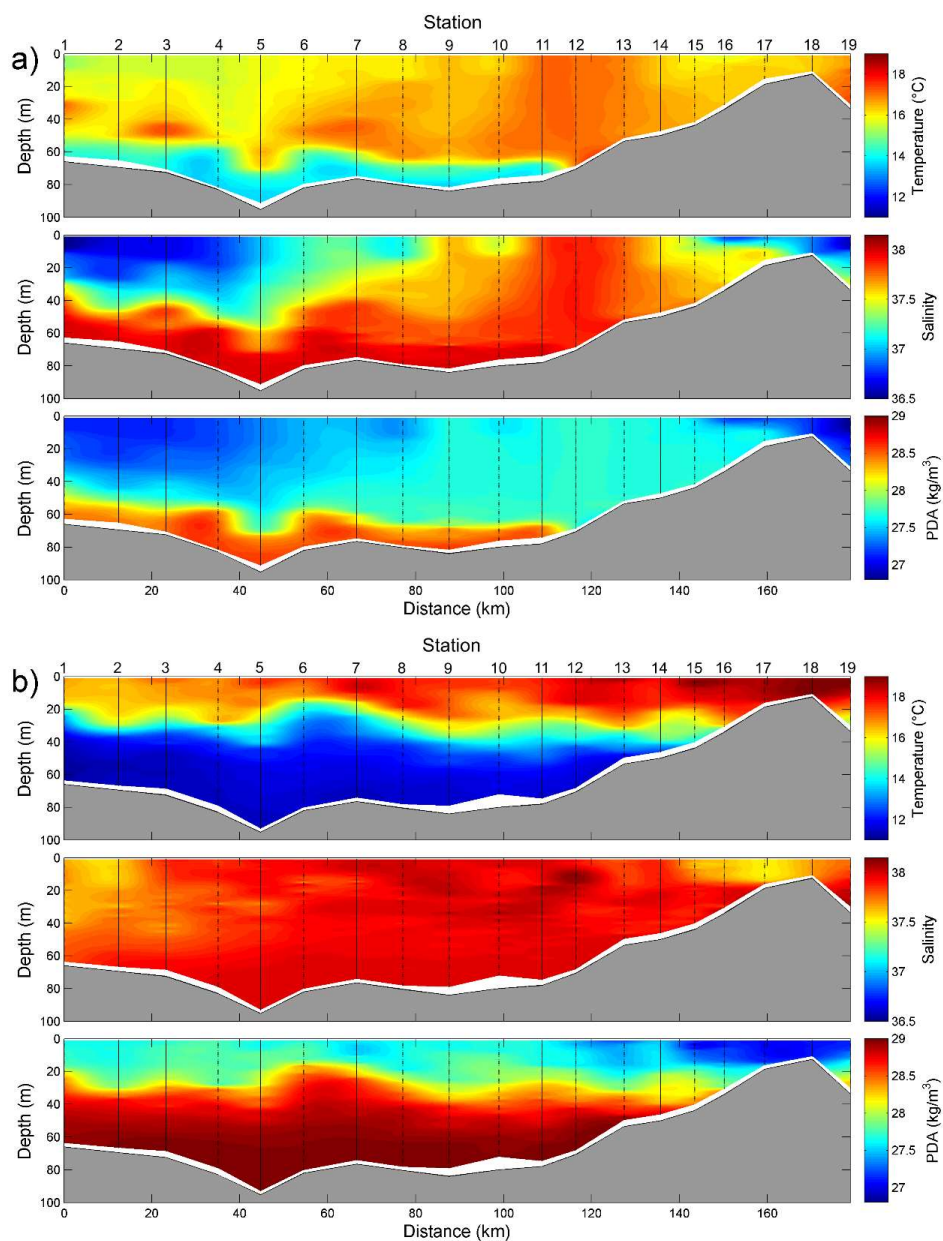 Station
1 2 3 4 5 6 7 8 9 10 11 12 13 14 15 16 17 18 19
a)
0
20
40
60
80
100
Depth (m)
18
16
14
12
Temperature (°C)
0
20
40
60
80
100
Depth (m)
38
37.5
37
36.5
Salinity
0
20
40
60
80
100
Depth (m)
29
28.5
28
27.5
27
PDA (kg/m³)
0 20 40 60 80 100 120 140 160
Distance (km)
Station
1 2 3 4 5 6 7 8 9 10 11 12 13 14 15 16 17 18 19
b)
0
20
40
60
80
100
Depth (m)
18
16
14
12
Temperature (°C)
0
20
40
60
80
100
Depth (m)
38
37.5
37
36.5
Salinity
0
20
40
60
80
100
Depth (m)
29
28.5
28
27.5
27
PDA (kg/m³)
0 20 40 60 80 100 120 140 160
Distance (km)